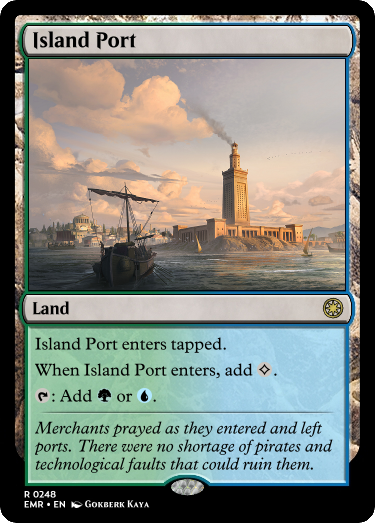 Island Port
Land
Island Port enters tapped.
When Island Port enters, add ◇.
: Add or .
Merchants prayed as they entered and left
ports. There were no shortage of pirates and
technological faults that could ruin them.
R 0248
EMR • EN Gokberk Kaya